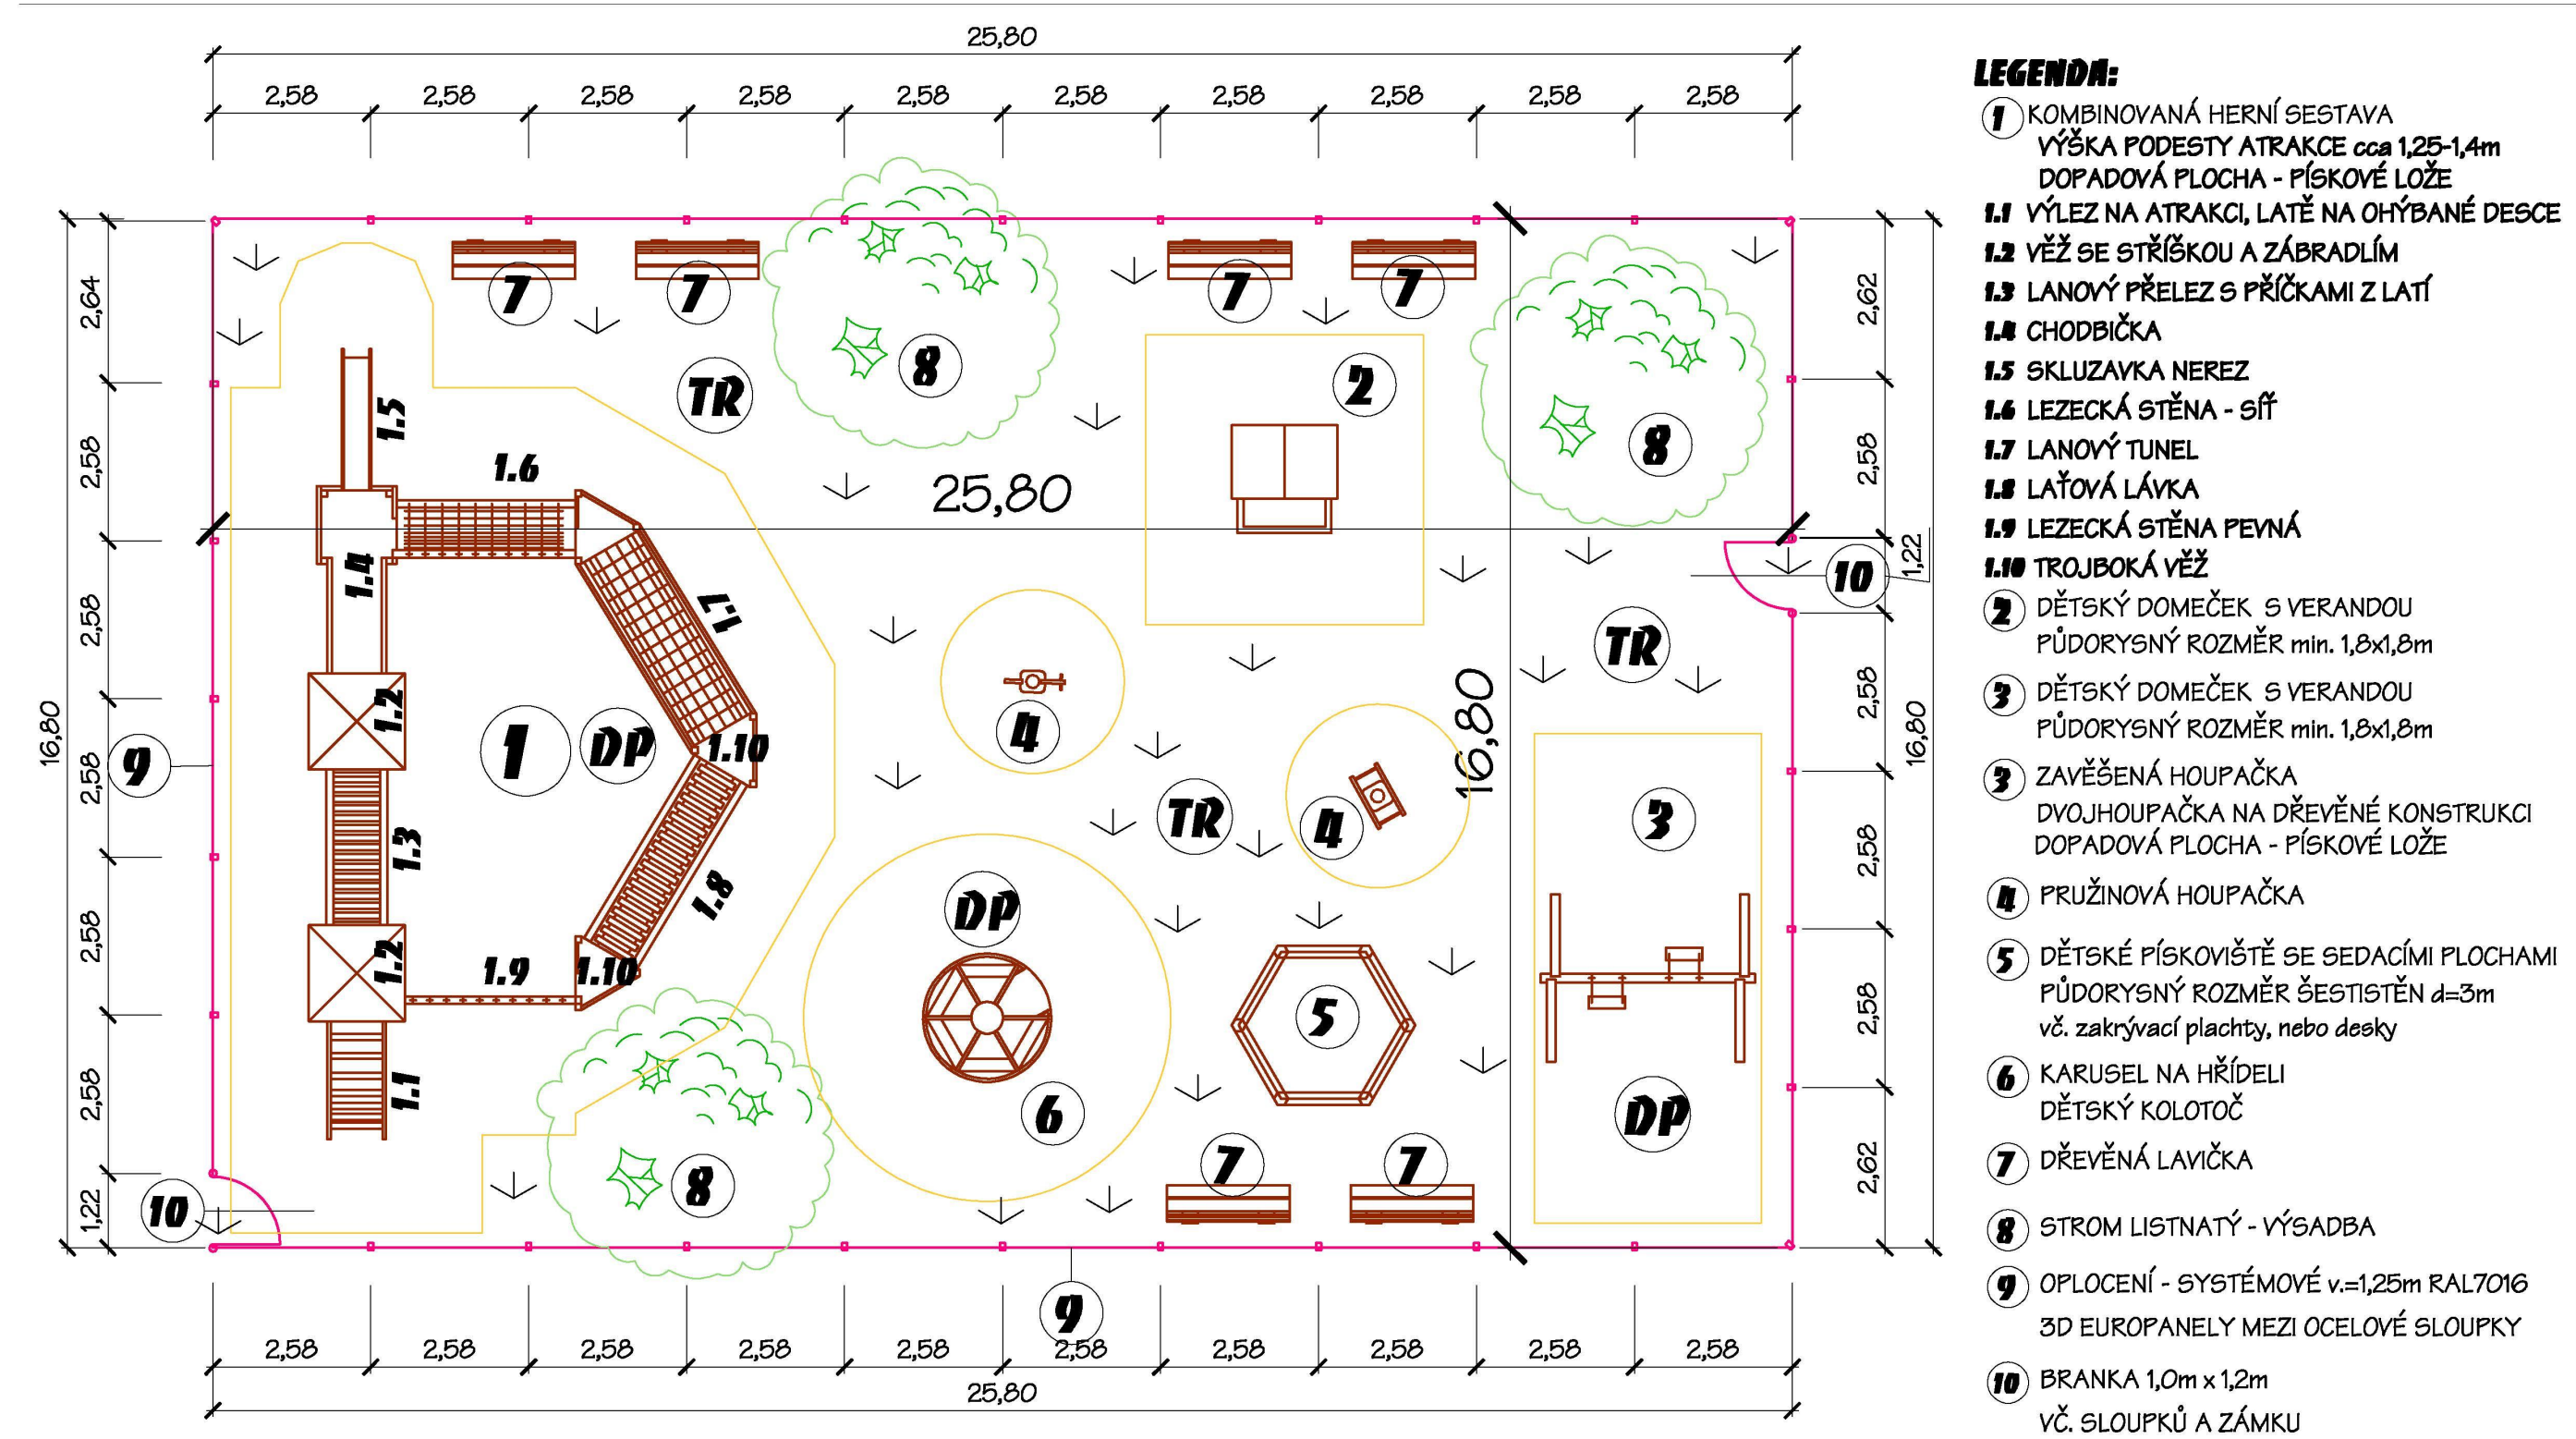 25,80
2,58 2,58 2,58 2,58 2,58 2,58 2,58 2,58 2,58 2,58
16,80
2,64
2,58
2,58
2,58
2,58
2,58
1,22
9
10
7
7
7
7
8
8
TR
2
1.5
1.6
25,80
1.4
1.7
10
TR
1.2
1
DP
1.10
4
16,80
TR
4
3
1.3
1.8
DP
1.2
1.9
1.10
5
1.1
6
DP
7
7
8
9
2,62
2,58
1,22
2,58
2,58
2,58
2,62
16,80
2,58 2,58 2,58 2,58 2,58 2,58 2,58 2,58 2,58 2,58
25,80
LEGENDA:
1 KOMBINOVANÁ HERNÍ SESTAVA
VÝŠKA PODESTY ATRAKCE cca 1,25-1,4m
DOPADOVÁ PLOCHA - PÍSKOVÉ LOŽE
1.1 VÝLEZ NA ATRAKCI, LATĚ NA OHÝBANÉ DESCE
1.2 VĚŽ SE STŘÍŠKOU A ZÁBRADLÍM
1.3 LANOVÝ PŘELEZ S PŘÍČKAMI Z LATÍ
1.4 CHODBIČKA
1.5 SKLUZAVKA NEREZ
1.6 LEZECKÁ STĚNA - SÍŤ
1.7 LANOVÝ TUNEL
1.8 LAŤOVÁ LÁVKA
1.9 LEZECKÁ STĚNA PEVNÁ
1.10 TROJBOKÁ VĚŽ
2 DĚTSKÝ DOMEČEK S VERANDOU
PŮDORYSNÝ ROZMĚR min. 1,8x1,8m
3 DĚTSKÝ DOMEČEK S VERANDOU
PŮDORYSNÝ ROZMĚR min. 1,8x1,8m
3 ZAVĚŠENÁ HOUPAČKA
DVOJHOUPAČKA NA DŘEVĚNÉ KONSTRUKCI
DOPADOVÁ PLOCHA - PÍSKOVÉ LOŽE
4 PRUŽINOVÁ HOUPAČKA
5 DĚTSKÉ PÍSKOVIŠTĚ SE SEDACÍMI PLOCHAMI
PŮDORYSNÝ ROZMĚR ŠESTISTĚN d=3m
vč. zakrývací plachty, nebo desky
6 KARUSEL NA HŘÍDELI
DĚTSKÝ KOLOTOČ
7 DŘEVĚNÁ LAVIČKA
8 STROM LISTNATÝ - VÝSADBA
9 OPLOCENÍ - SYSTÉMOVÉ v.=1,25m RAL7016
3D EUROPANELY MEZI OCELOVÉ SLOUPKY
10 BRANKA 1,0m x 1,2m
VČ. SLOUPKŮ A ZÁMKU